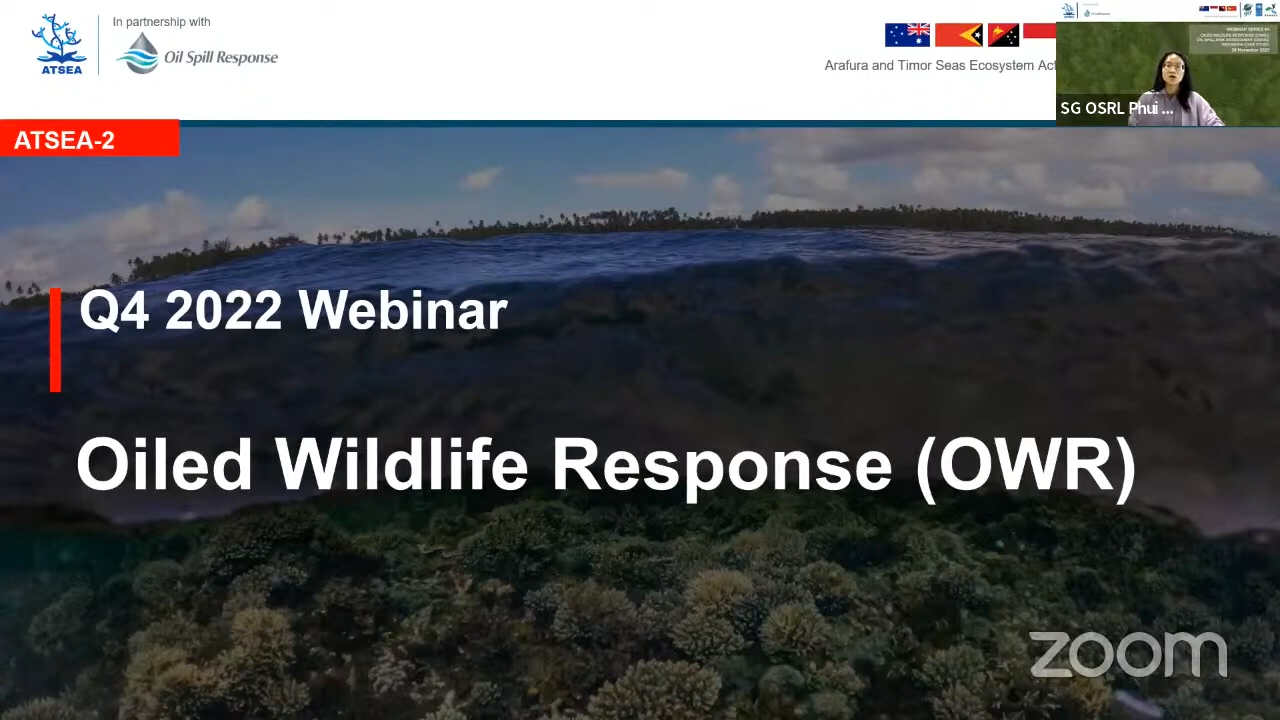 In partnership with
ATSEA
Oil Spill Response
Arafura and Timor Seas Ecosystem Act
SG OSRL Phui ...
ATSEA-2
Q4 2022 Webinar
Oiled Wildlife Response (OWR)
zoom